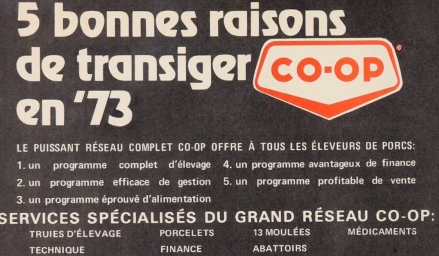 5 bonnes raisons
de transiger
en '73
CO-OP
LE PUISSANT RÉSEAU COMPLET CO-OP OFFRE À TOUS LES ÉLEVEURS DE PORCS:
1. un programme complet d'élevage
2. un programme efficace de gestion
3. un programme éprouvé d'alimentation
4. un programme avantageux de finance
5. un programme profitable de vente
SERVICES SPÉCIALISÉS DU GRAND RÉSEAU CO-OP:
TRUIES D'ÉLEVAGE PORCELETS 13 MOULÉES MÉDICAMENTS
TECHNIQUE FINANCE ABATTOIRS